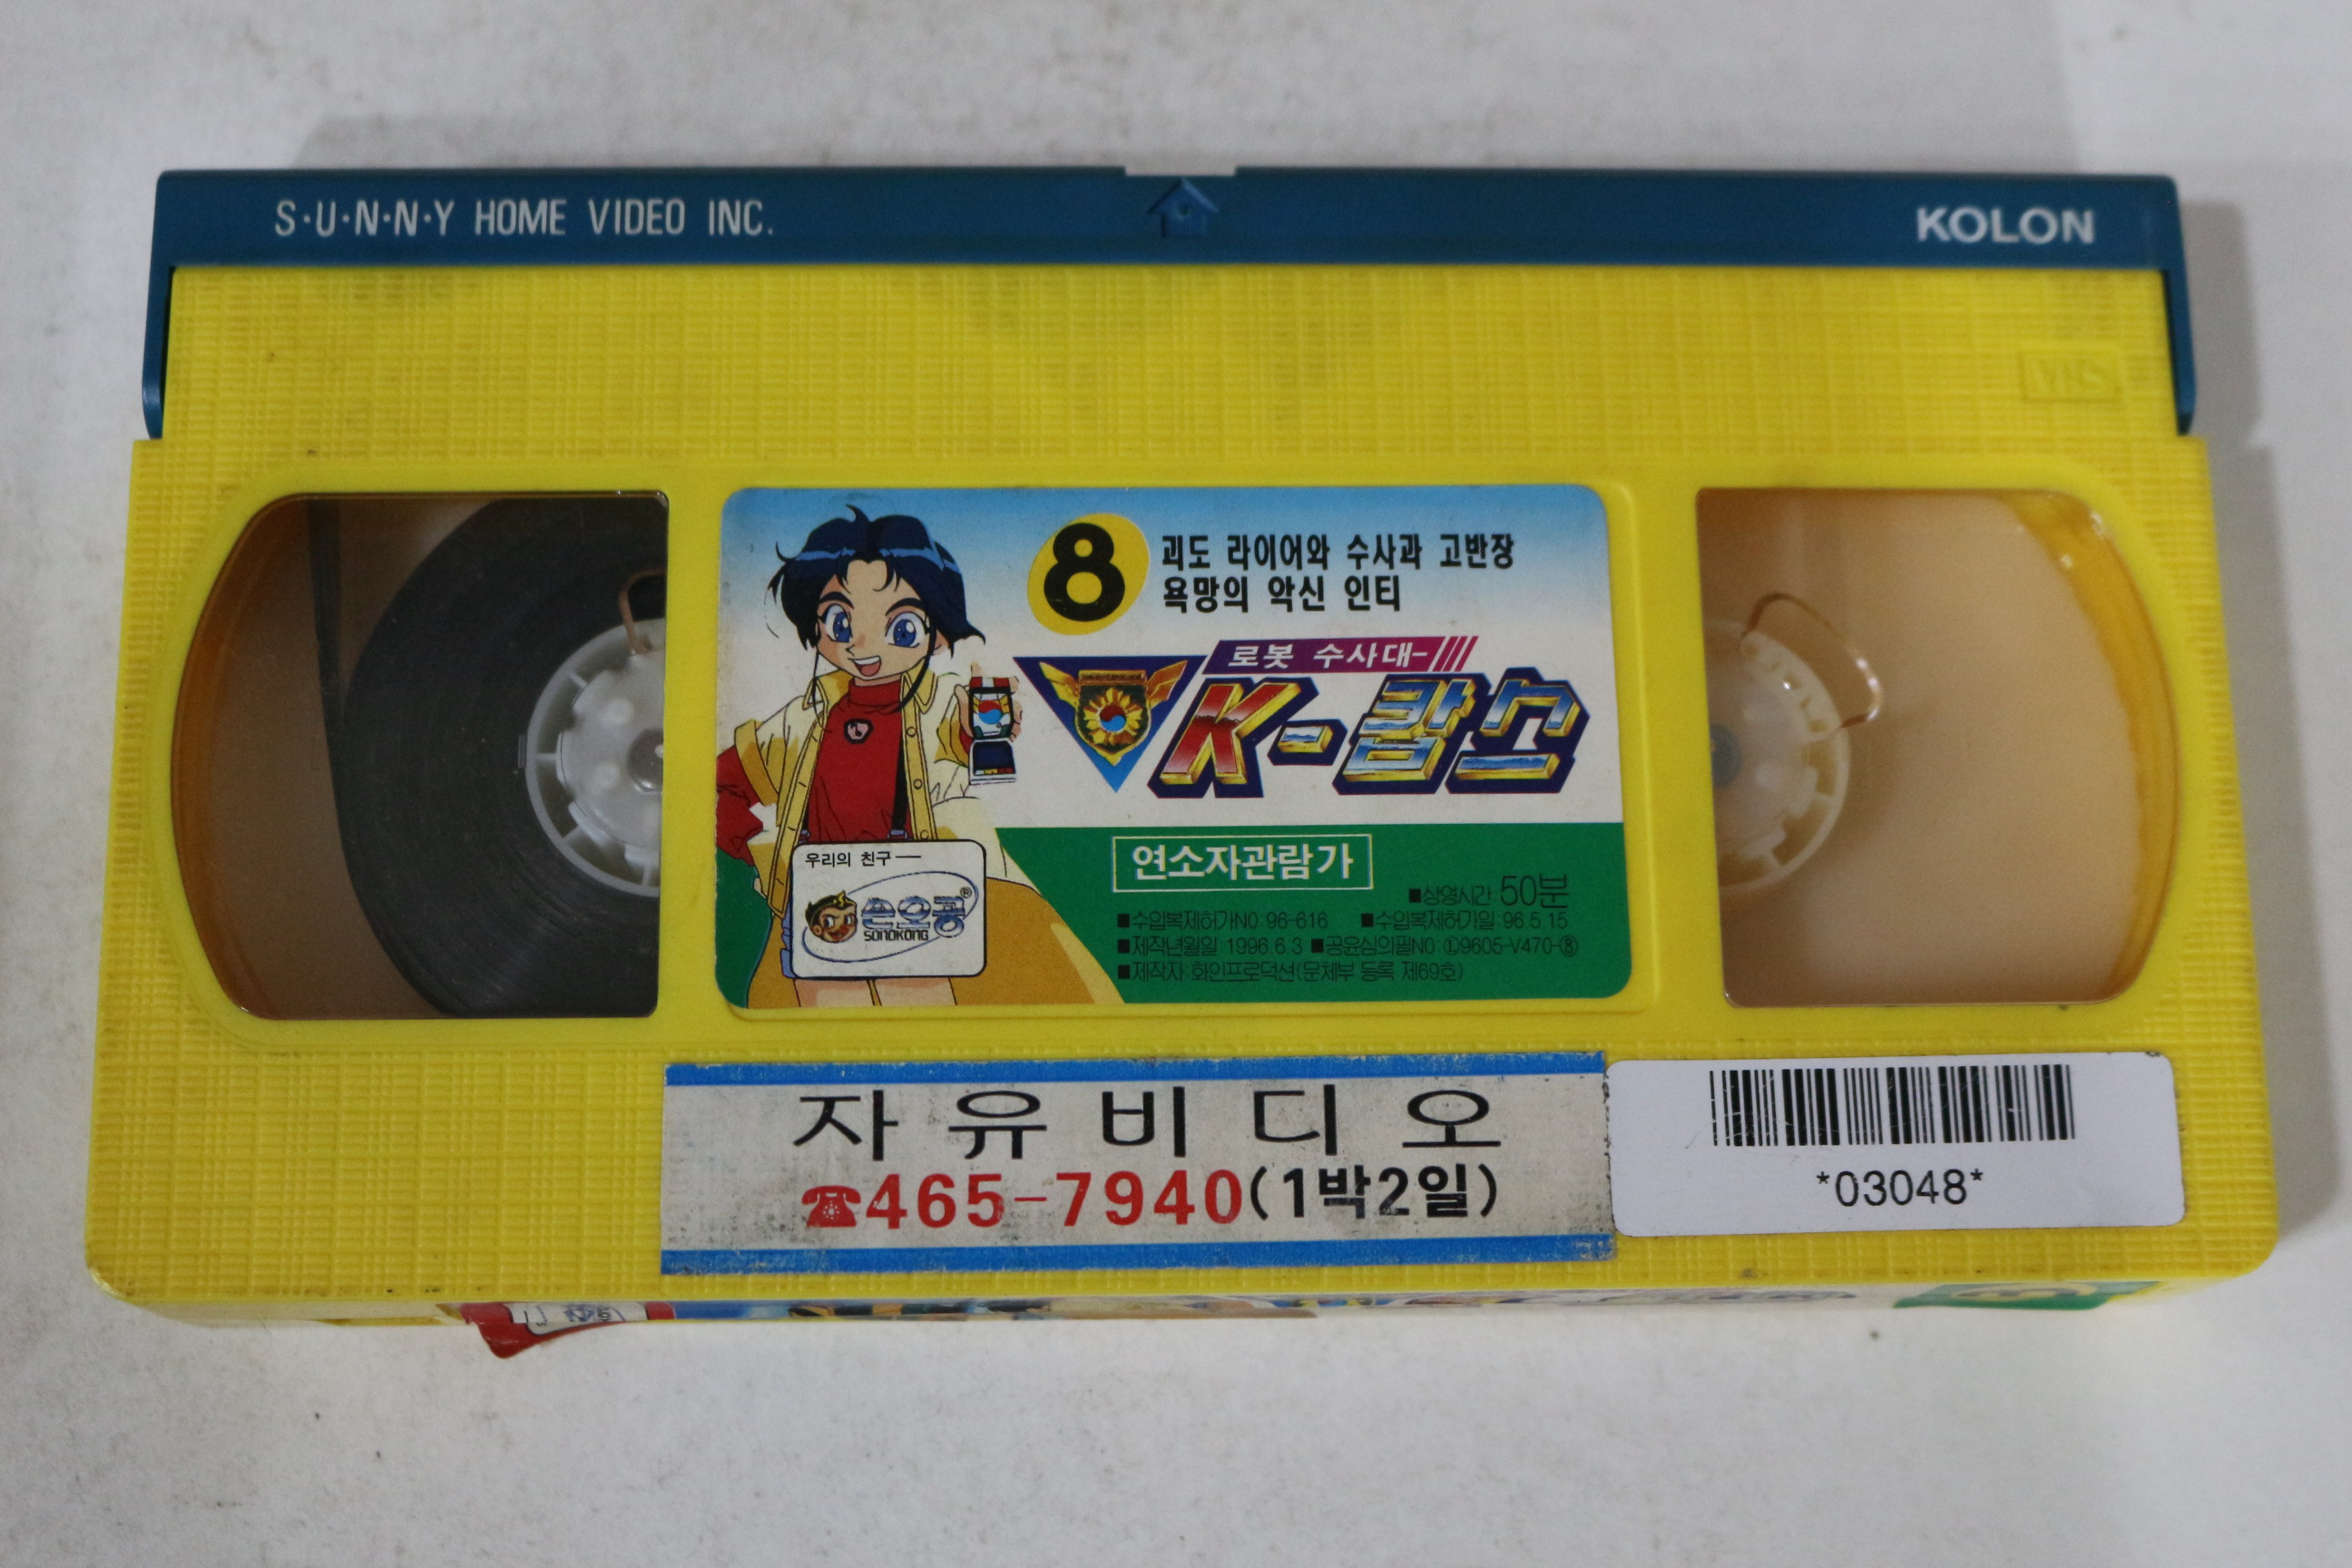 S·U·N·N·Y HOME VIDEO INC.
KOLON
VHS
8
괴도 라이어와 수사과 고반장
욕망의 악신 인티
로봇 수사대-
K-캅스
연소자관람가
우리의 친구
손오공®
SONOKONG
■상영시간: 50분
■수입복제허가NO: 96-616 ■수입복제허가일: 96.5.15
■제작년월일: 1996.6.3 ■공윤심의필NO: Ⓛ9605-V470-⑧
■제작자: 화인프로덕션(문체부 등록 제69호)
자유비디오
☎465-7940(1박2일)
*03048*